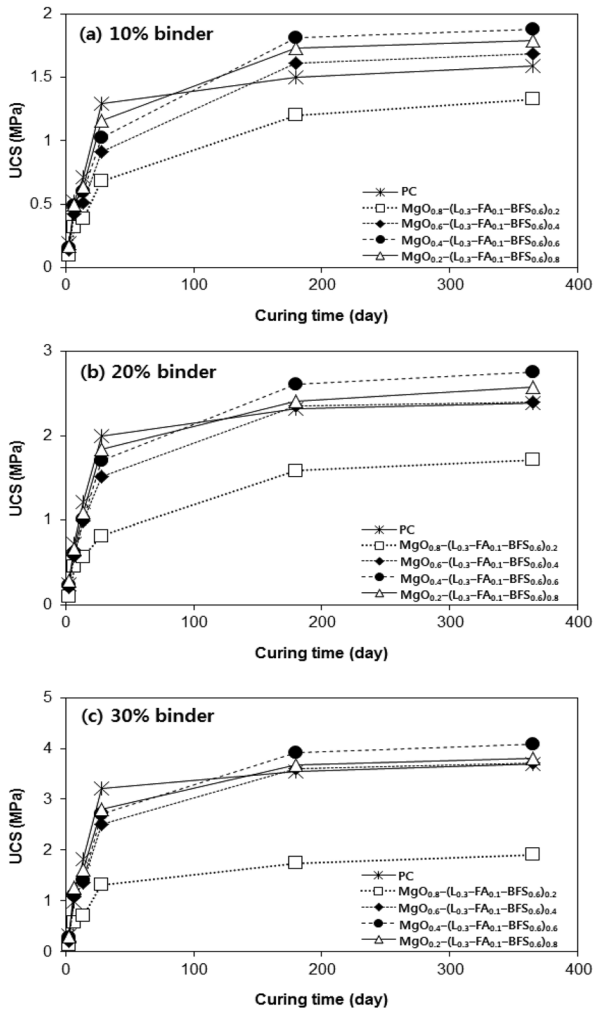 (a) 10% binder
UCS (MPa)
2
1.5
1
0.5
0
PC
MgO0.8–(L0.3–FA0.1–BFS0.6)0.2
MgO0.6–(L0.3–FA0.1–BFS0.6)0.4
MgO0.4–(L0.3–FA0.1–BFS0.6)0.6
MgO0.2–(L0.3–FA0.1–BFS0.6)0.8
0 100 200 300 400
Curing time (day)
(b) 20% binder
UCS (MPa)
3
2
1
0
PC
MgO0.8–(L0.3–FA0.1–BFS0.6)0.2
MgO0.6–(L0.3–FA0.1–BFS0.6)0.4
MgO0.4–(L0.3–FA0.1–BFS0.6)0.6
MgO0.2–(L0.3–FA0.1–BFS0.6)0.8
0 100 200 300 400
Curing time (day)
(c) 30% binder
UCS (MPa)
5
4
3
2
1
0
PC
MgO0.8–(L0.3–FA0.1–BFS0.6)0.2
MgO0.6–(L0.3–FA0.1–BFS0.6)0.4
MgO0.4–(L0.3–FA0.1–BFS0.6)0.6
MgO0.2–(L0.3–FA0.1–BFS0.6)0.8
0 100 200 300 400
Curing time (day)